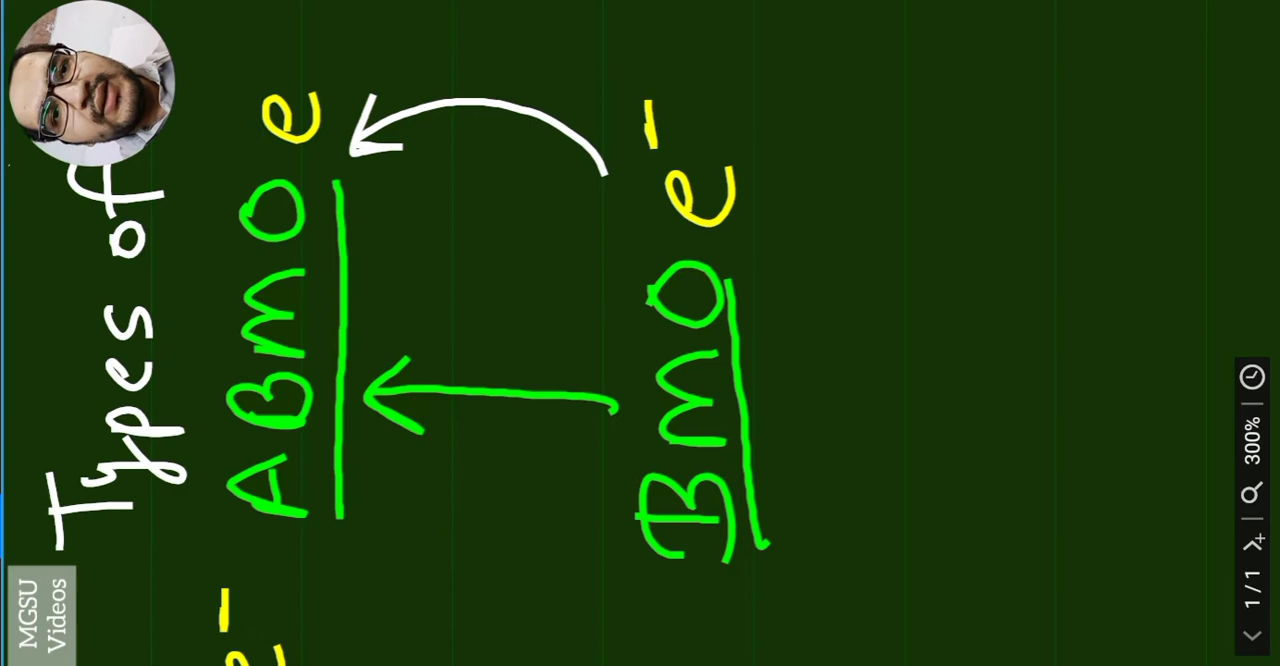 Types of
e-
ABMO e
BMO e-
MGSU
Videos
1/1
300%